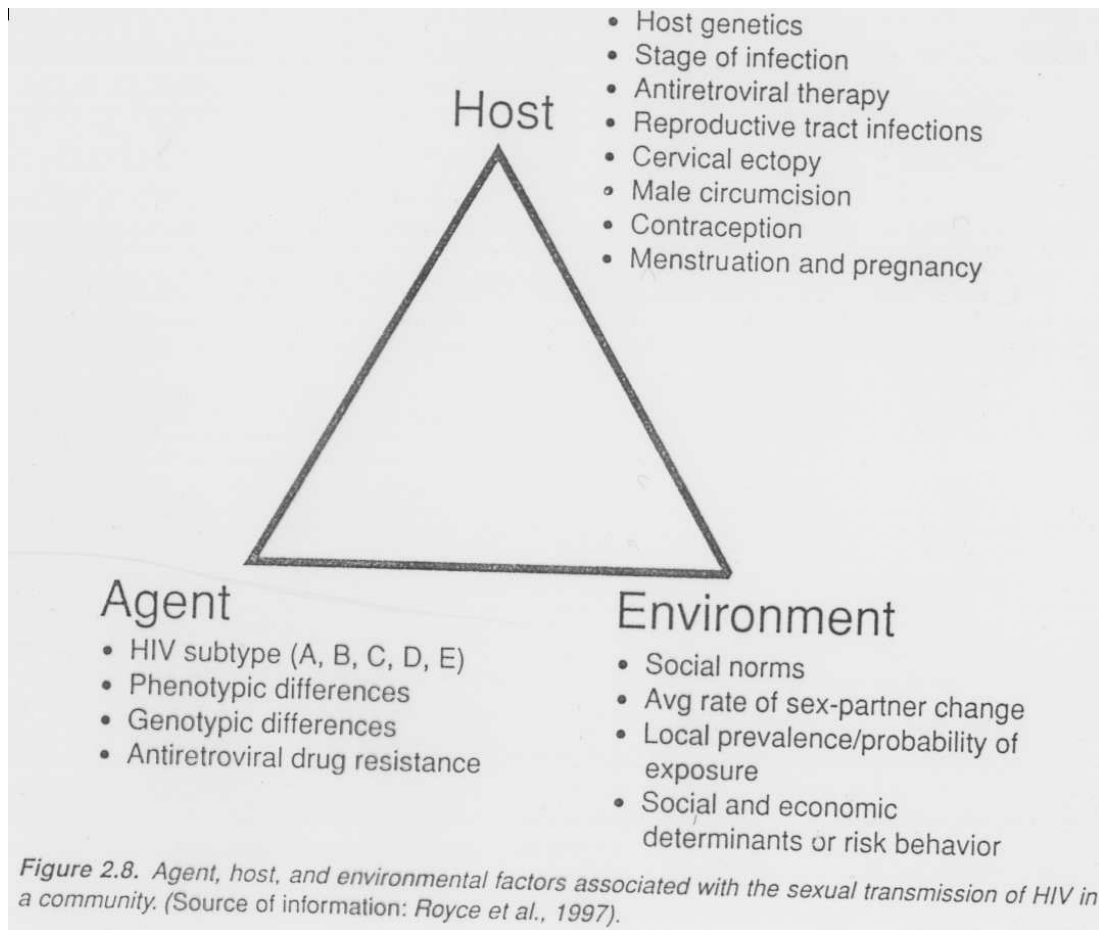 • Host genetics
• Stage of infection
Host
• Antiretroviral therapy
• Reproductive tract infections
• Cervical ectopy
• Male circumcision
• Contraception
• Menstruation and pregnancy
Agent
• HIV subtype (A, B, C, D, E)
• Phenotypic differences
• Genotypic differences
• Antiretroviral drug resistance
Environment
• Social norms
• Avg rate of sex-partner change
• Local prevalence/probability of
exposure
• Social and economic
determinants or risk behavior
Figure 2.8. Agent, host, and environmental factors associated with the sexual transmission of HIV in
a community. (Source of information: Royce et al., 1997).